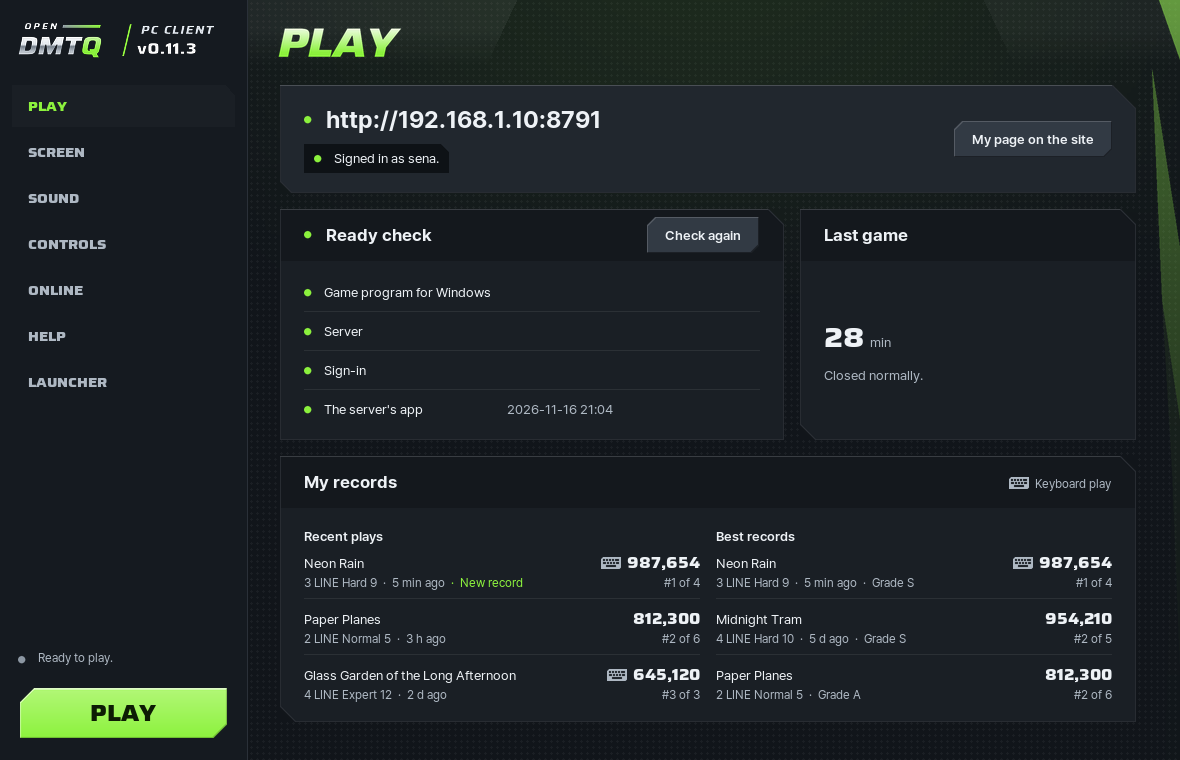 OPEN
DMTQ
PC CLIENT
v0.11.3
PLAY
SCREEN
SOUND
CONTROLS
ONLINE
HELP
LAUNCHER
Ready to play.
PLAY
PLAY
http://192.168.1.10:8791
Signed in as sena.
My page on the site
Ready check
Check again
Game program for Windows
Server
Sign-in
The server's app 2026-11-16 21:04
Last game
28 min
Closed normally.
My records
Keyboard play
Recent plays
Neon Rain 987,654
3 LINE Hard 9 · 5 min ago · New record #1 of 4
Paper Planes 812,300
2 LINE Normal 5 · 3 h ago #2 of 6
Glass Garden of the Long Afternoon 645,120
4 LINE Expert 12 · 2 d ago #3 of 3
Best records
Neon Rain 987,654
3 LINE Hard 9 · 5 min ago · Grade S #1 of 4
Midnight Tram 954,210
4 LINE Hard 10 · 5 d ago · Grade S #2 of 5
Paper Planes 812,300
2 LINE Normal 5 · Grade A #2 of 6